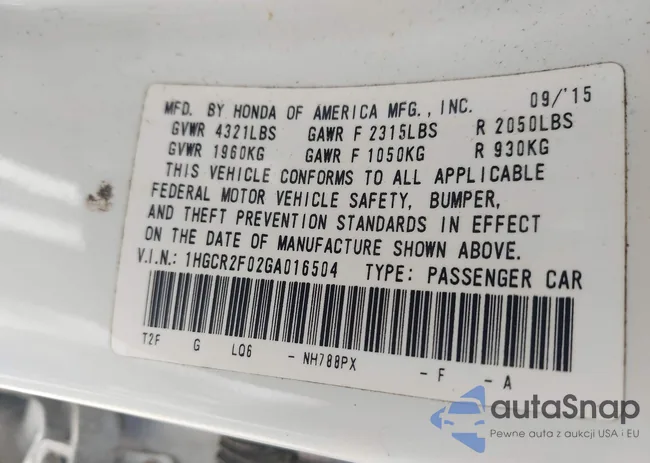 MFD. BY HONDA OF AMERICA MFG., INC. 09/'15
GVWR 4321LBS GAWR F 2315LBS R 2050LBS
GVWR 1960KG GAWR F 1050KG R 930KG
THIS VEHICLE CONFORMS TO ALL APPLICABLE
FEDERAL MOTOR VEHICLE SAFETY, BUMPER,
AND THEFT PREVENTION STANDARDS IN EFFECT
ON THE DATE OF MANUFACTURE SHOWN ABOVE.
V.I.N.: 1HGCR2F02GA016504 TYPE: PASSENGER CAR
T2F G LQ6 - NH788PX - F - A
autaSnap
Pewne auta z aukcji USA i EU